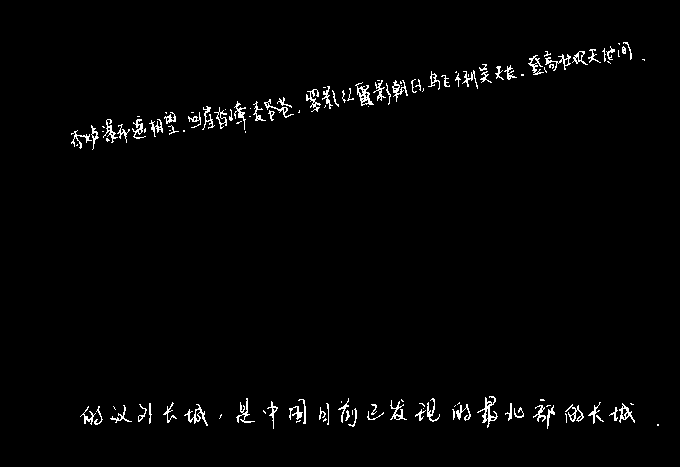 香炉瀑布遥相望，回崖沓嶂凌苍苍，翠影红霞影朝日，鸟飞不到吴天长，登高壮观天地间．
的汉外长城，是中国目前已发现的最北部的长城．